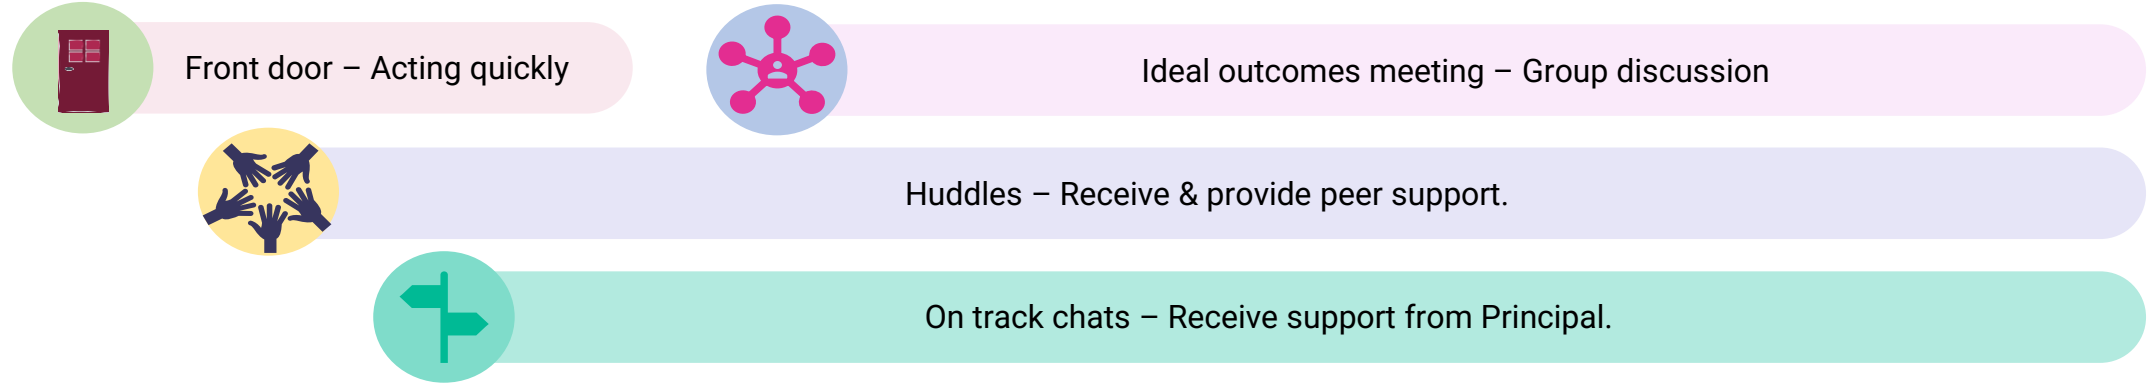 Front door – Acting quickly
Ideal outcomes meeting – Group discussion
Huddles – Receive & provide peer support.
On track chats – Receive support from Principal.